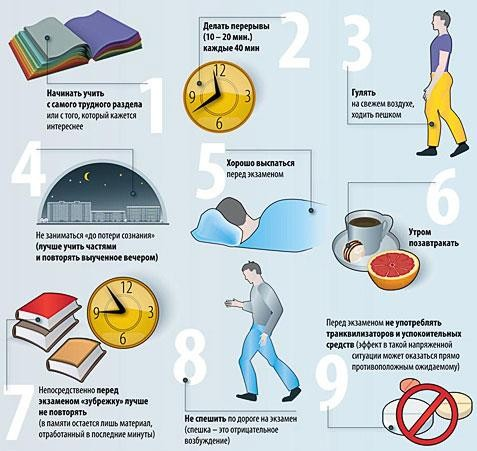 1
Начинать учить
с самого трудного раздела
или с того, который кажется
интереснее
2
Делать перерывы
(10 – 20 мин.)
каждые 40 мин
12
3
Гулять
на свежем воздухе,
ходить пешком
4
Не заниматься «до потери сознания»
(лучше учить частями
и повторять выученное вечером)
5
Хорошо выспаться
перед экзаменом
6
Утром
позавтракать
7
12
Непосредственно перед
экзаменом «зубрежку» лучше
не повторять
(в памяти остается лишь материал,
отработанный в последние минуты)
8
Не спешить по дороге на экзамен
(спешка – это отрицательное
возбуждение)
9
Перед экзаменом не употреблять
транквилизаторов и успокоительных
средств (эффект в такой напряженной
ситуации может оказаться прямо
противоположным ожидаемому)